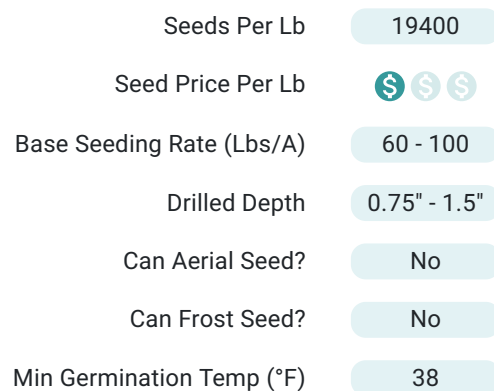 Seeds Per Lb 19400
Seed Price Per Lb $ $ $
Base Seeding Rate (Lbs/A) 60 - 100
Drilled Depth 0.75" - 1.5"
Can Aerial Seed? No
Can Frost Seed? No
Min Germination Temp (°F) 38